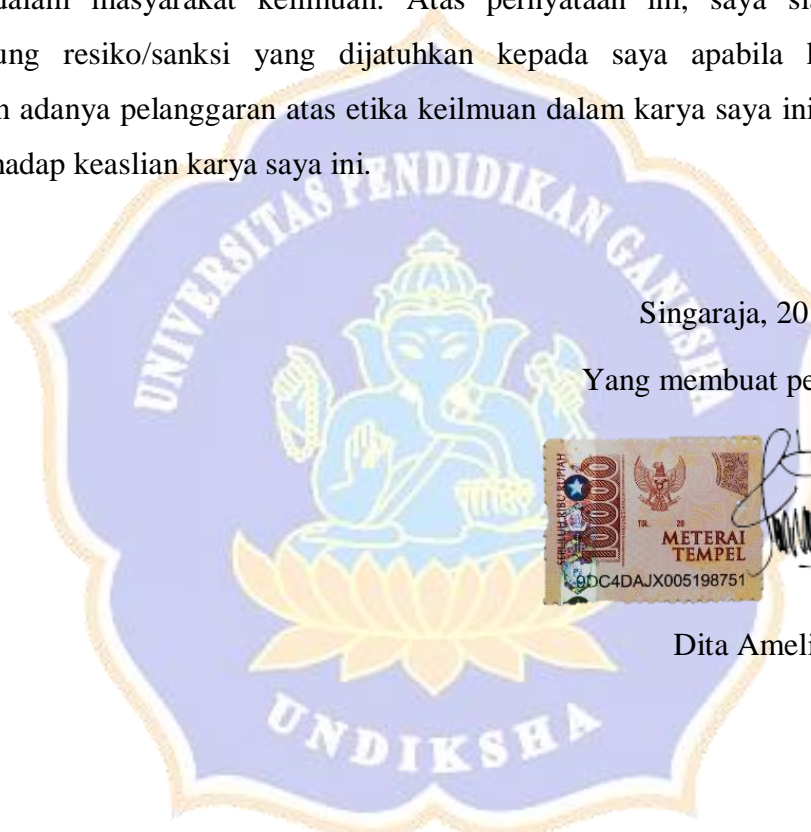 dalam masyarakat keilmuan. Atas pernyataan ini, saya
ung resiko/sanksi yang dijatuhkan kepada saya apabila
n adanya pelanggaran atas etika keilmuan dalam karya saya ini
hadap keaslian karya saya ini.
UNIVERSITAS PENDIDIKAN GANESHA
Singaraja, 20
Yang membuat pe
SEPULUH RIBU RUPIAH
10000
TGL. 20
METERAI
TEMPEL
9DC4DAJX005198751
Dita Ameli
UNDIKSHA